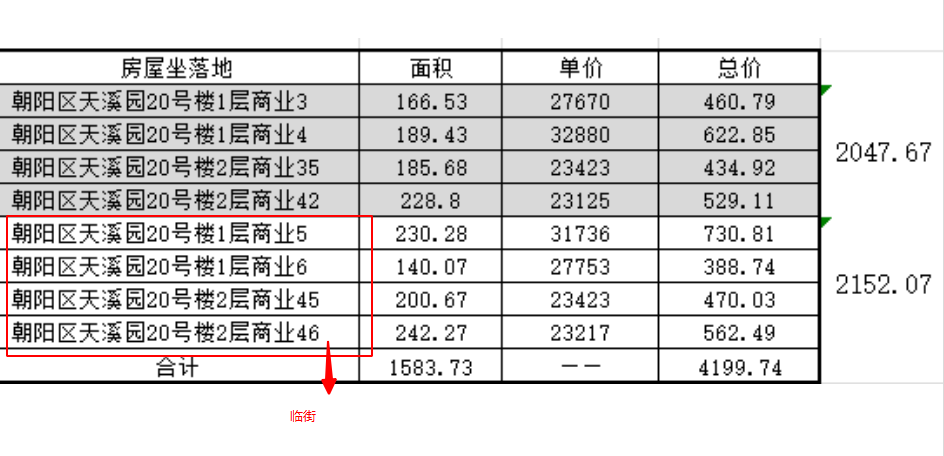 房屋坐落地 面积 单价 总价
朝阳区天溪园20号楼1层商业3 166.53 27670 460.79
朝阳区天溪园20号楼1层商业4 189.43 32880 622.85
2047.67
朝阳区天溪园20号楼2层商业35 185.68 23423 434.92
朝阳区天溪园20号楼2层商业42 228.8 23125 529.11
朝阳区天溪园20号楼1层商业5 230.28 31736 730.81
朝阳区天溪园20号楼1层商业6 140.07 27753 388.74
2152.07
朝阳区天溪园20号楼2层商业45 200.67 23423 470.03
朝阳区天溪园20号楼2层商业46 242.27 23217 562.49
合计 1583.73 —— 4199.74
临街